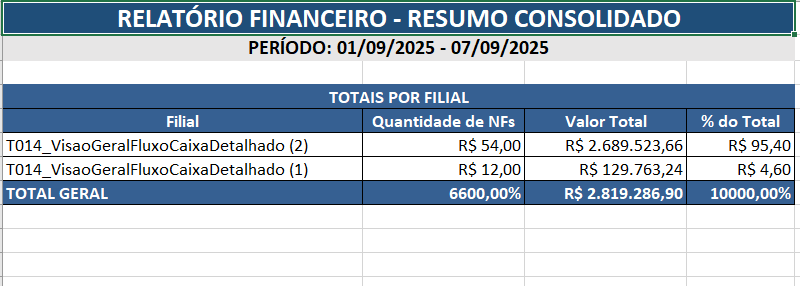 RELATÓRIO FINANCEIRO - RESUMO CONSOLIDADO
PERÍODO: 01/09/2025 - 07/09/2025
TOTAIS POR FILIAL
Filial Quantidade de NFs Valor Total % do Total
T014_VisaoGeralFluxoCaixaDetalhado (2) R$ 54,00 R$ 2.689.523,66 R$ 95,40
T014_VisaoGeralFluxoCaixaDetalhado (1) R$ 12,00 R$ 129.763,24 R$ 4,60
TOTAL GERAL 6600,00% R$ 2.819.286,90 10000,00%